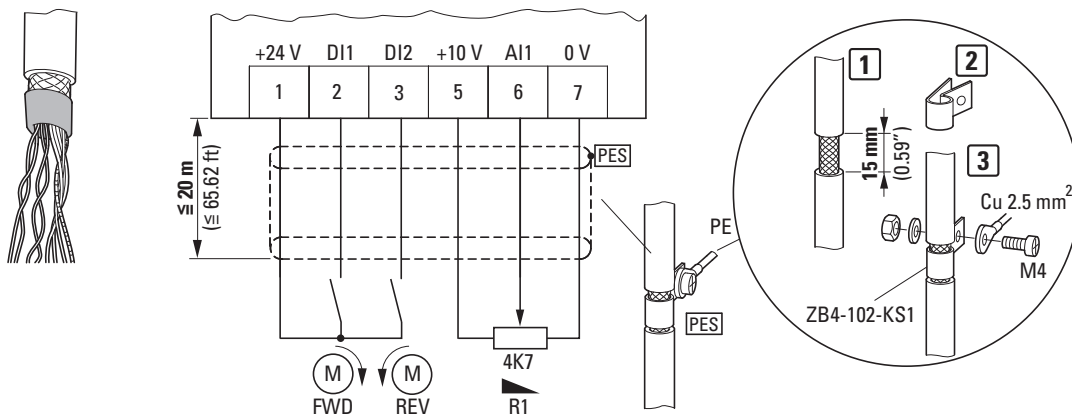 +24 V DI1 DI2 +10 V AI1 0 V
1 2 3 5 6 7
≦ 20 m
(≤ 65.62 ft)
PES
4K7
R1
M
FWD
M
REV
PE
PES
1
15 mm
(0.59")
2
3
Cu 2.5 mm²
M4
ZB4-102-KS1